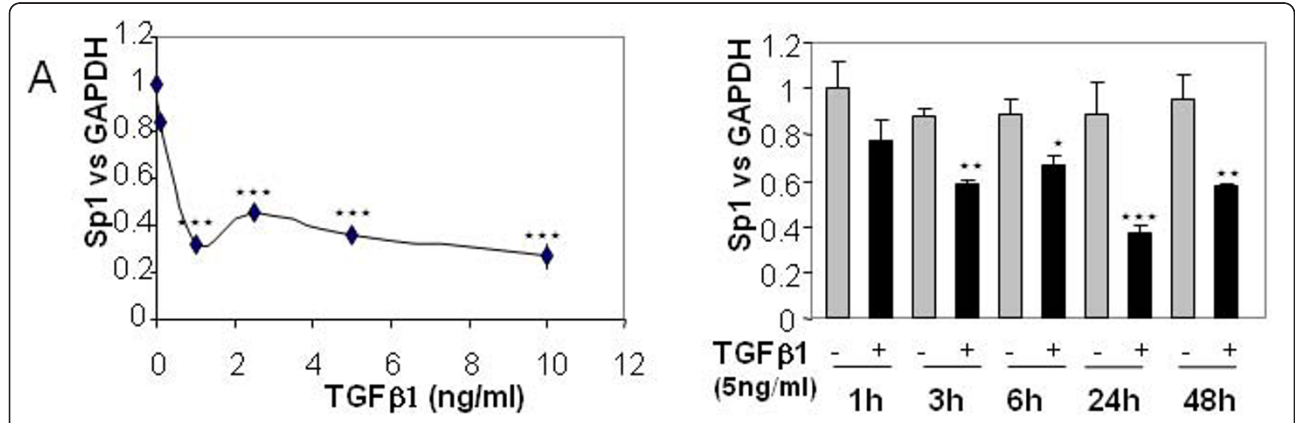 A
Sp1 vs GAPDH
1.2
1
0.8
0.6
0.4
0.2
0
***
***
***
***
0 2 4 6 8 10 12
TGFβ1 (ng/ml)
Sp1 vs GAPDH
1.2
1
0.8
0.6
0.4
0.2
0
**
*
***
**
TGFβ1 - + - + - + - + - +
(5ng/ml)
1h 3h 6h 24h 48h